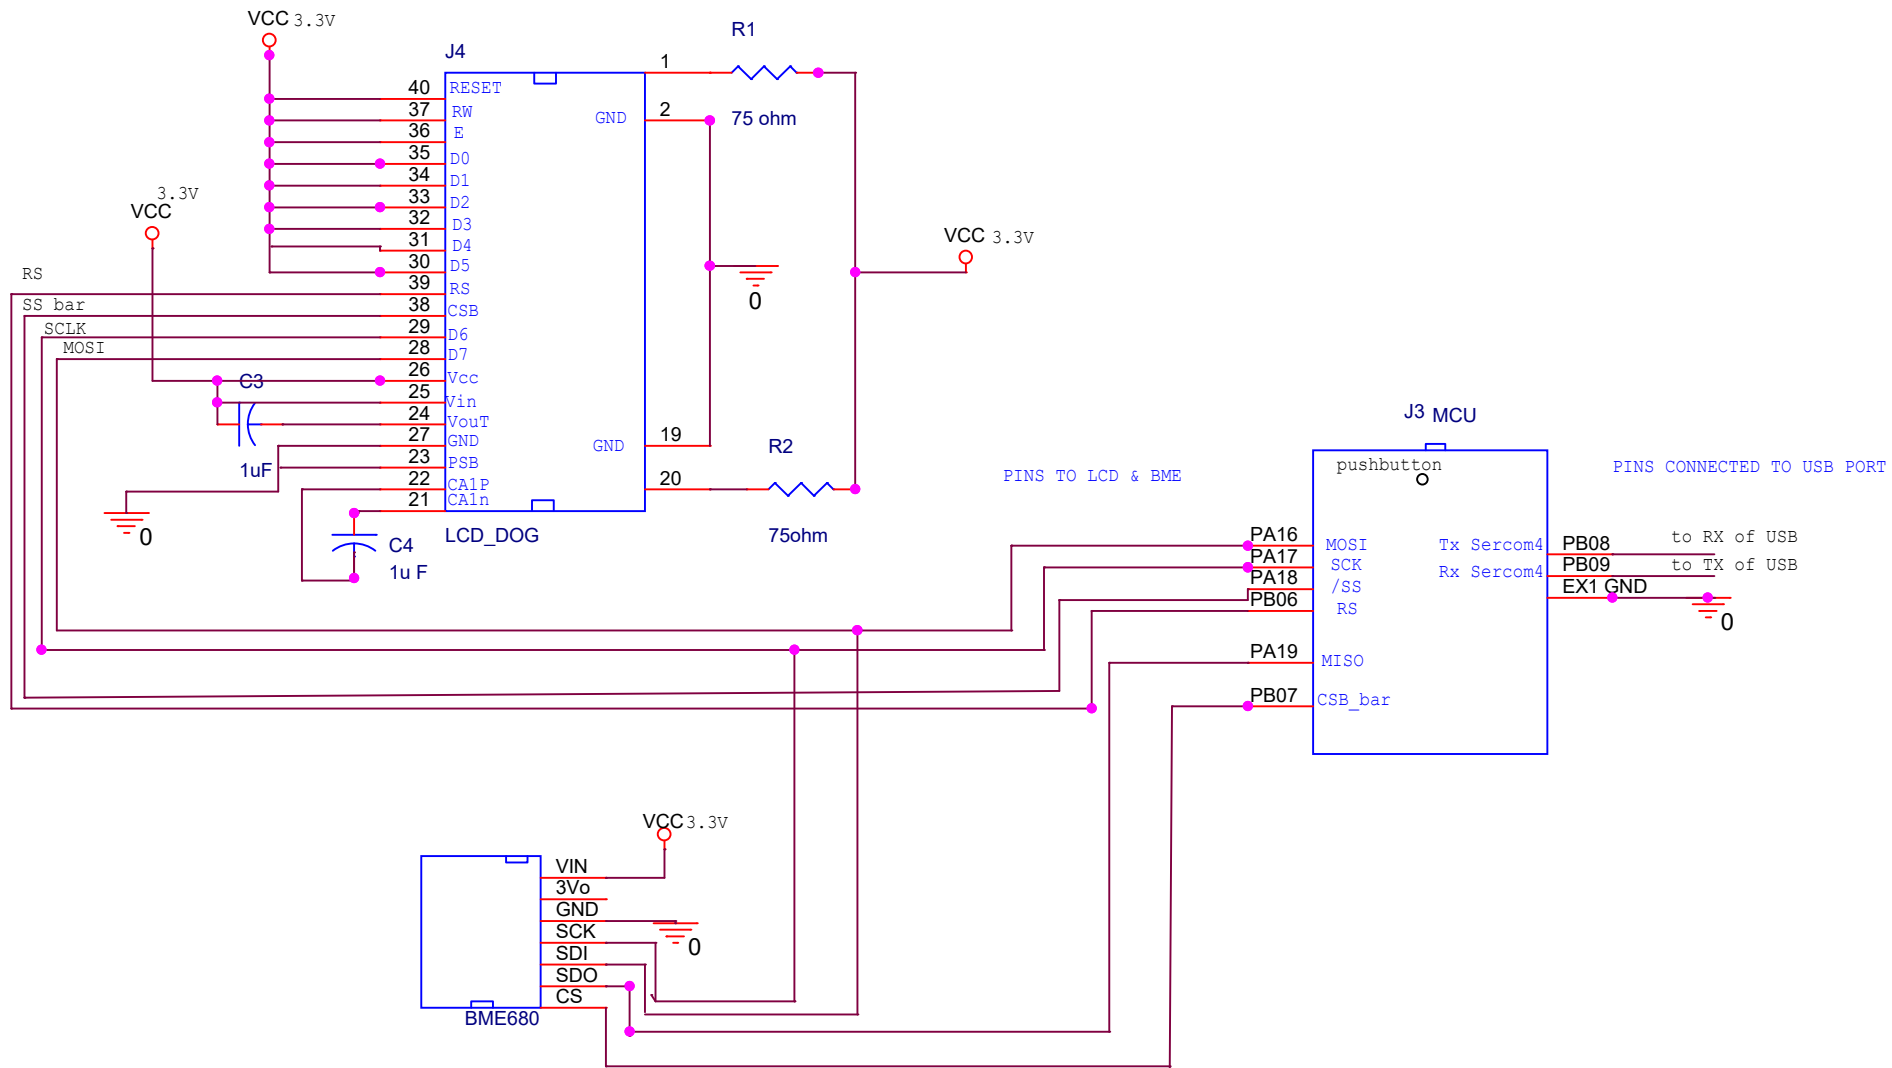 VCC 3.3V
J4
R1
1
2
GND
75 ohm
40 RESET
37 RW
36 E
35 D0
34 D1
33 D2
32 D3
31 D4
30 D5
39 RS
38 CSB
29 D6
28 D7
26 Vcc
25 Vin
24 VouT
27 GND
23 PSB
22 CA1P
21 CA1n
3.3V
VCC
RS
SS bar
SCLK
MOSI
C3
1uF
0
C4
1u F
LCD_DOG
0
VCC 3.3V
GND
19
R2
20
75ohm
PINS TO LCD & BME
J3 MCU
pushbutton
PINS CONNECTED TO USB PORT
PA16 MOSI
PA17 SCK
PA18 /SS
PB06 RS
PA19 MISO
PB07 CSB_bar
Tx Sercom4 PB08 to RX of USB
Rx Sercom4 PB09 to TX of USB
EX1 GND
0
VCC 3.3V
VIN
3Vo
GND
SCK
SDI
SDO
CS
0
BME680